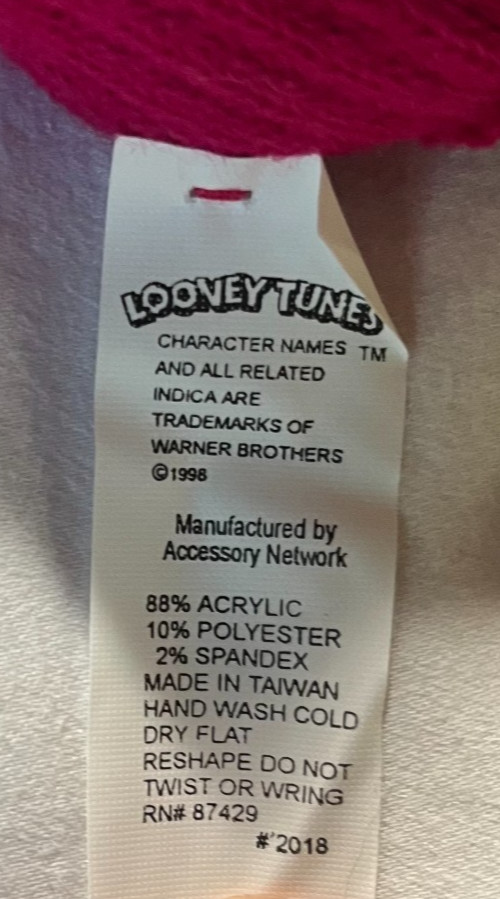 LOONEY TUNES
CHARACTER NAMES TM
AND ALL RELATED
INDICA ARE
TRADEMARKS OF
WARNER BROTHERS
©1998
Manufactured by
Accessory Network
88% ACRYLIC
10% POLYESTER
2% SPANDEX
MADE IN TAIWAN
HAND WASH COLD
DRY FLAT
RESHAPE DO NOT
TWIST OR WRING
RN# 87429
#'2018